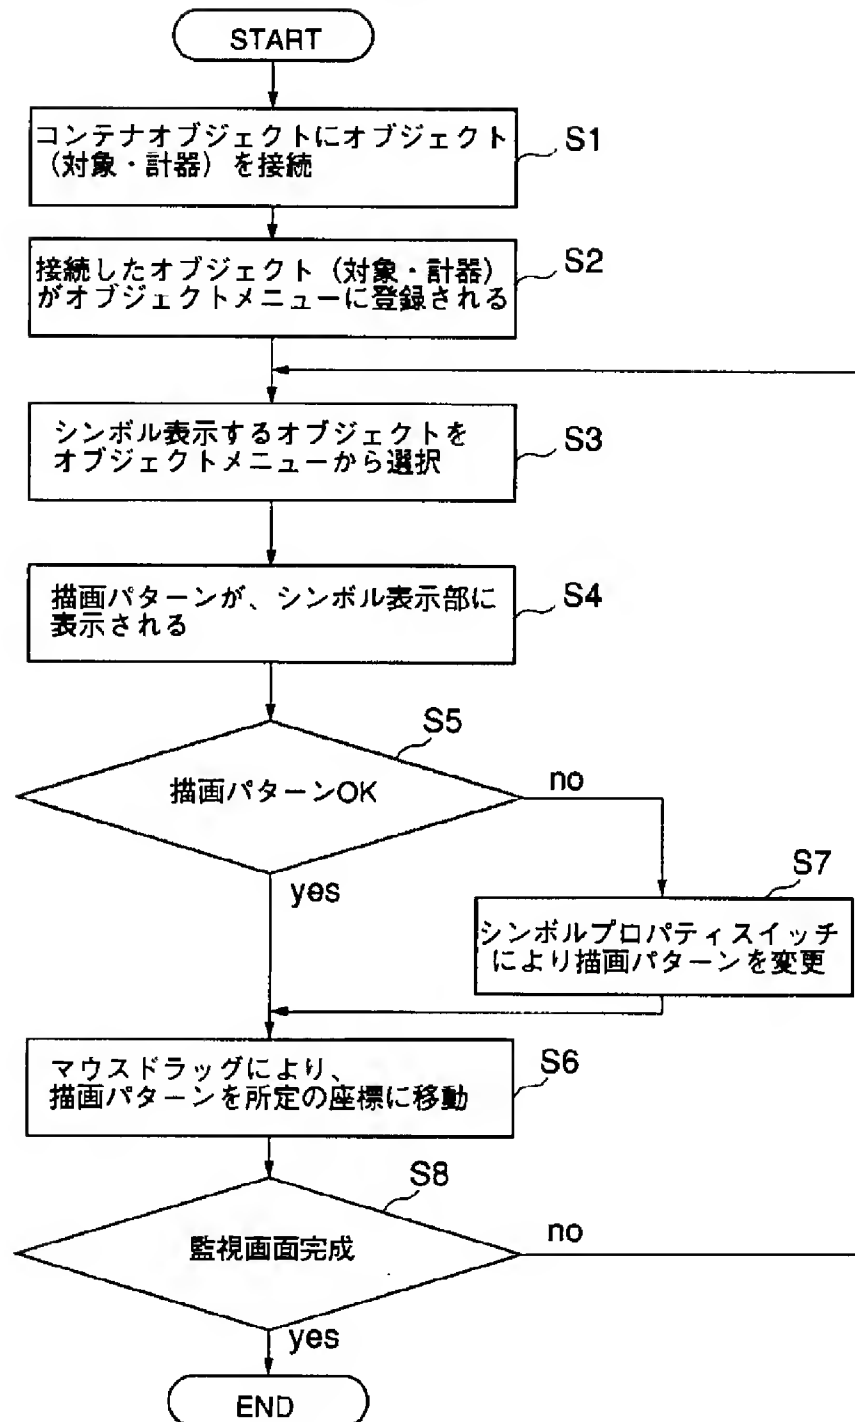 START
コンテナオブジェクトにオブジェクト
(対象・計器)を接続
S1
接続したオブジェクト(対象・計器)
がオブジェクトメニューに登録される
S2
シンボル表示するオブジェクトを
オブジェクトメニューから選択
S3
描画パターンが、シンボル表示部に
表示される
S4
S5
描画パターンOK
no
yes
S7
シンボルプロパティスイッチ
により描画パターンを変更
マウスドラッグにより、
描画パターンを所定の座標に移動
S6
S8
監視画面完成
no
yes
END